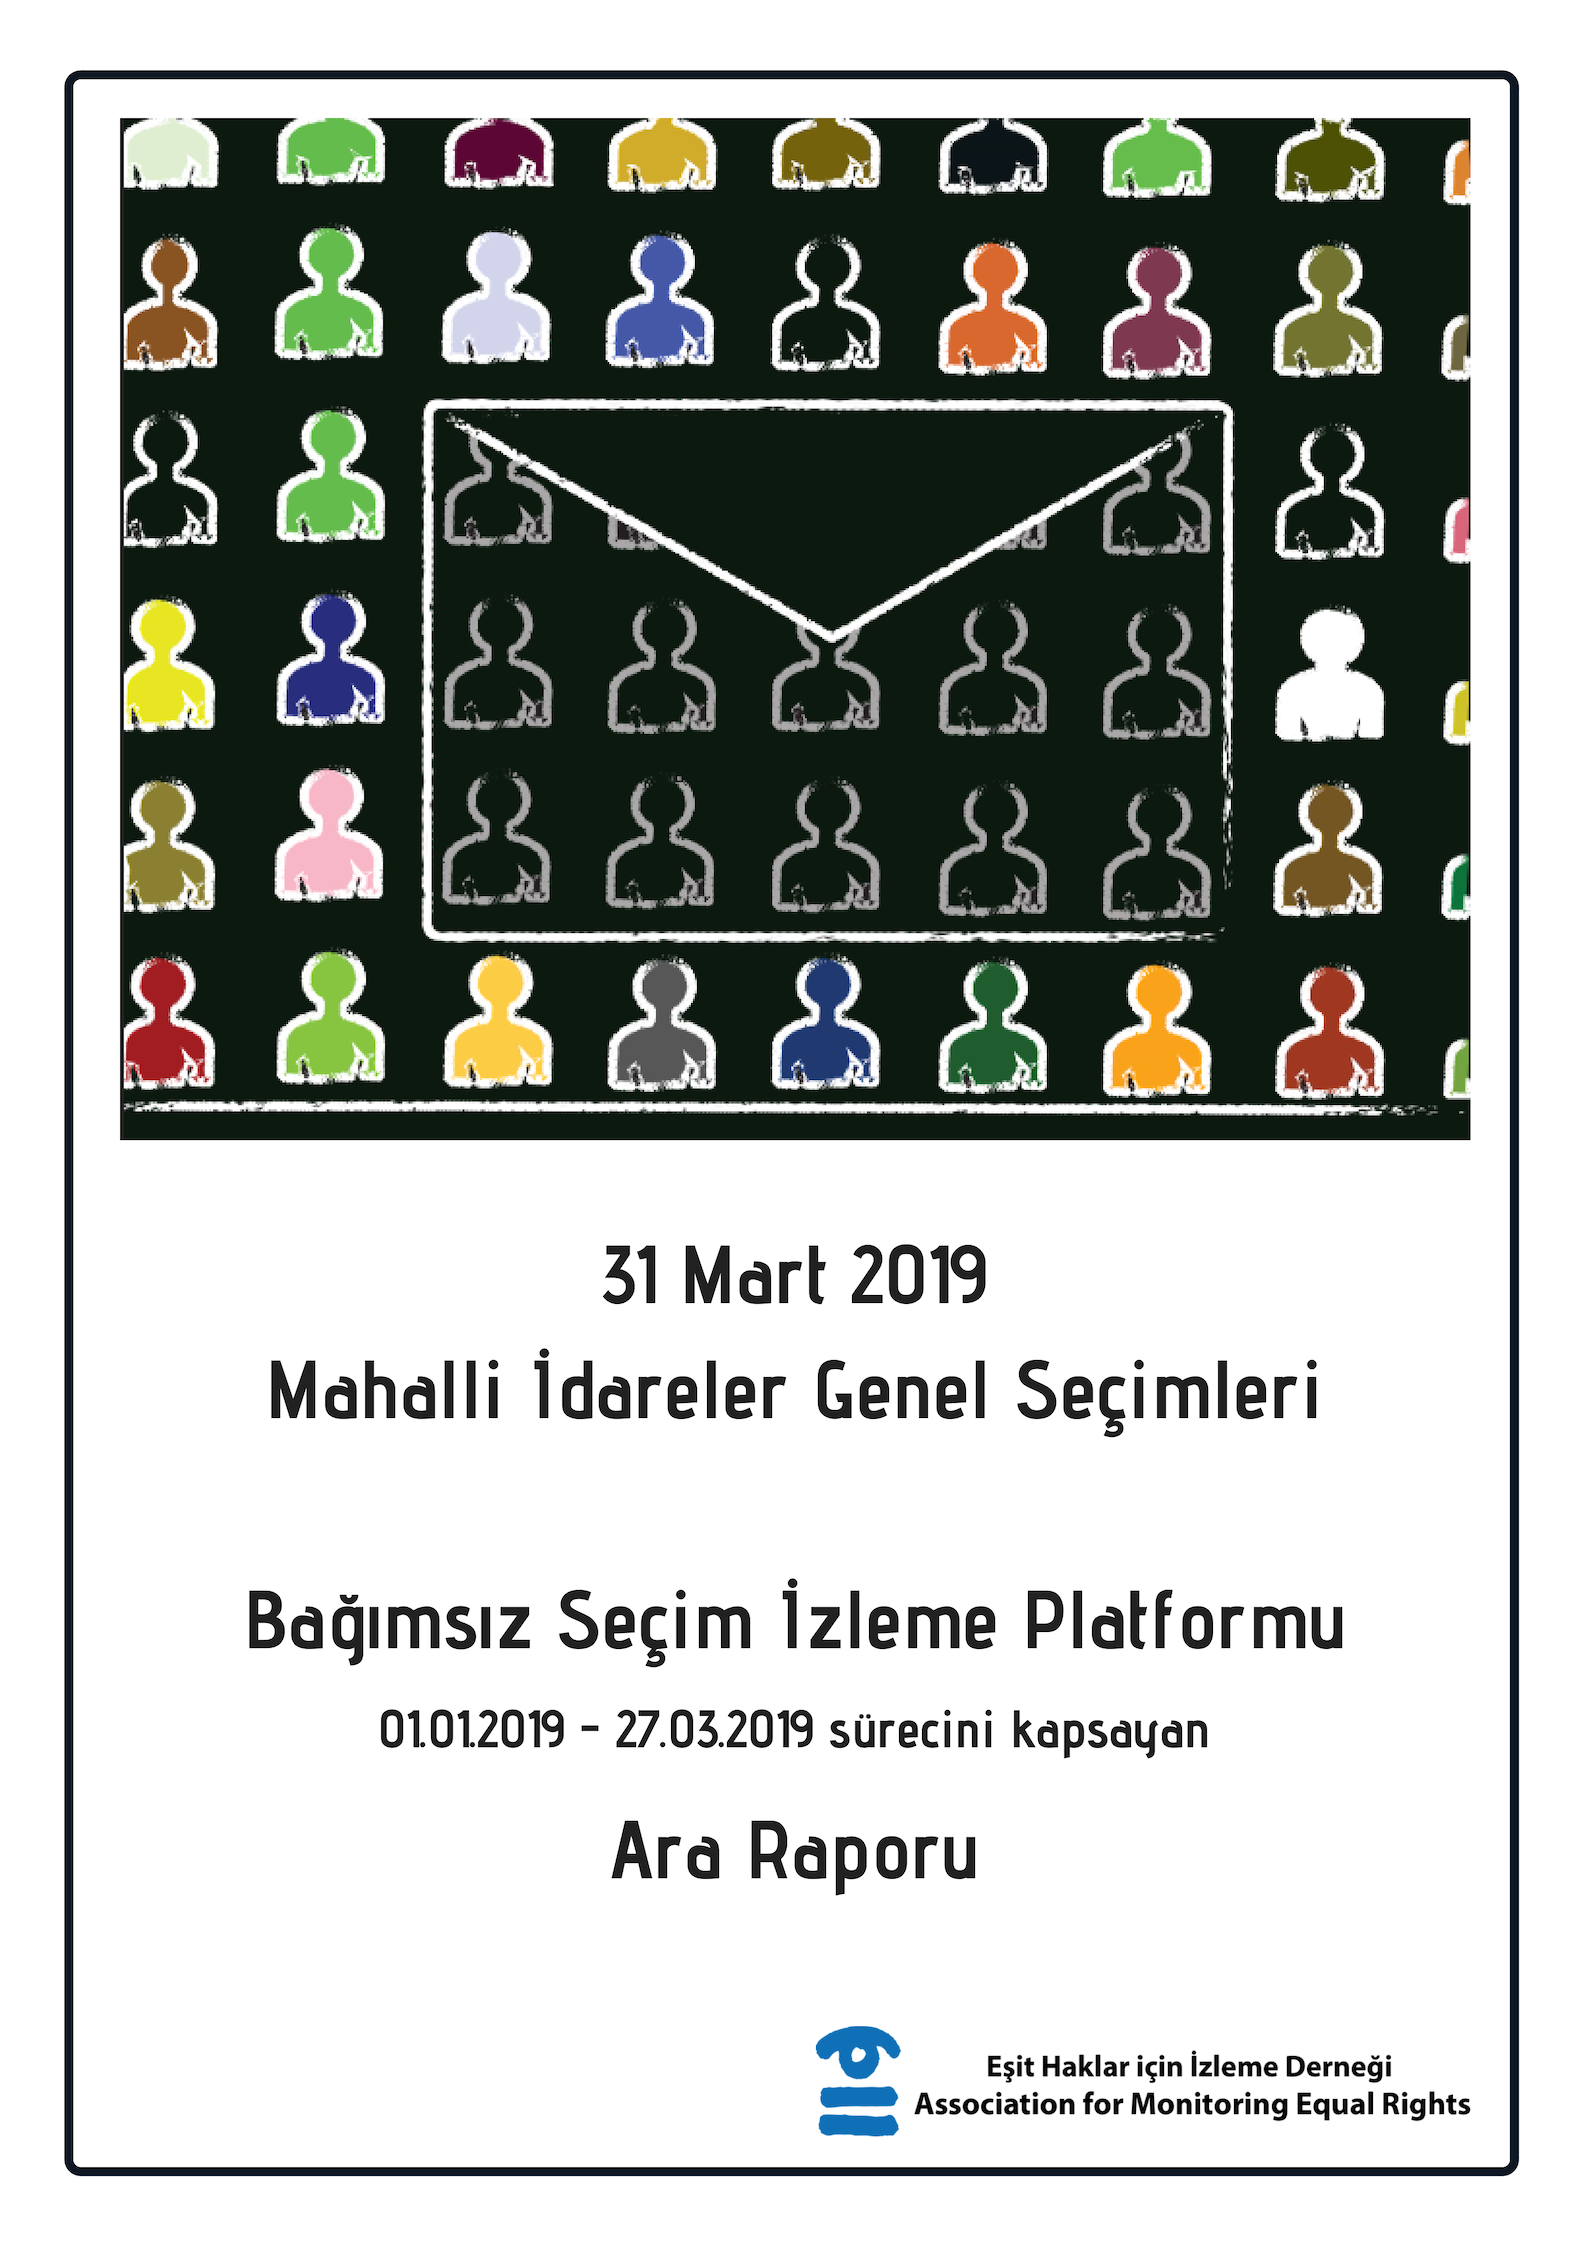 31 Mart 2019
Mahalli İdareler Genel Seçimleri
Bağımsız Seçim İzleme Platformu
01.01.2019 - 27.03.2019 sürecini kapsayan
Ara Raporu
Eşit Haklar için İzleme Derneği
Association for Monitoring Equal Rights